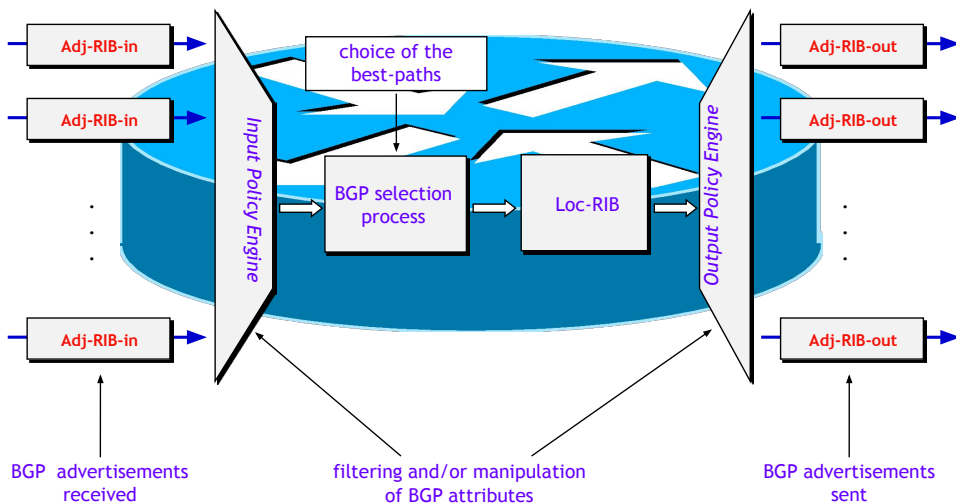 Adj-RIB-in
Adj-RIB-out
choice of the
best-paths
Adj-RIB-in
Adj-RIB-out
Input Policy Engine
BGP selection
process
Loc-RIB
Output Policy Engine
Adj-RIB-in
Adj-RIB-out
BGP advertisements
received
filtering and/or manipulation
of BGP attributes
BGP advertisements
sent